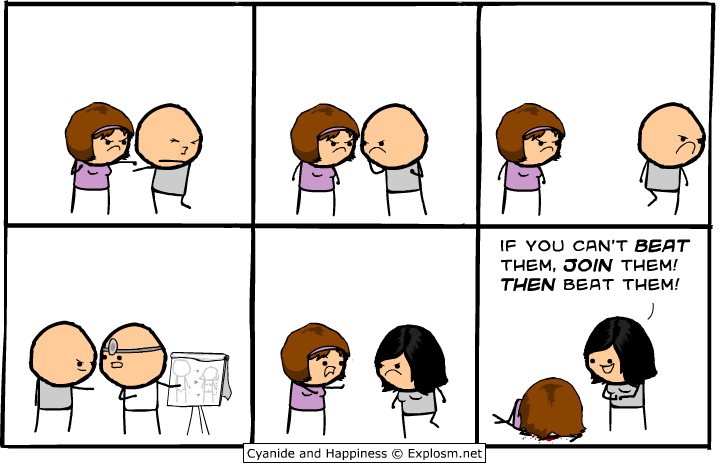 IF YOU CAN'T BEAT
THEM, JOIN THEM!
THEN BEAT THEM!
Cyanide and Happiness © Explosm.net